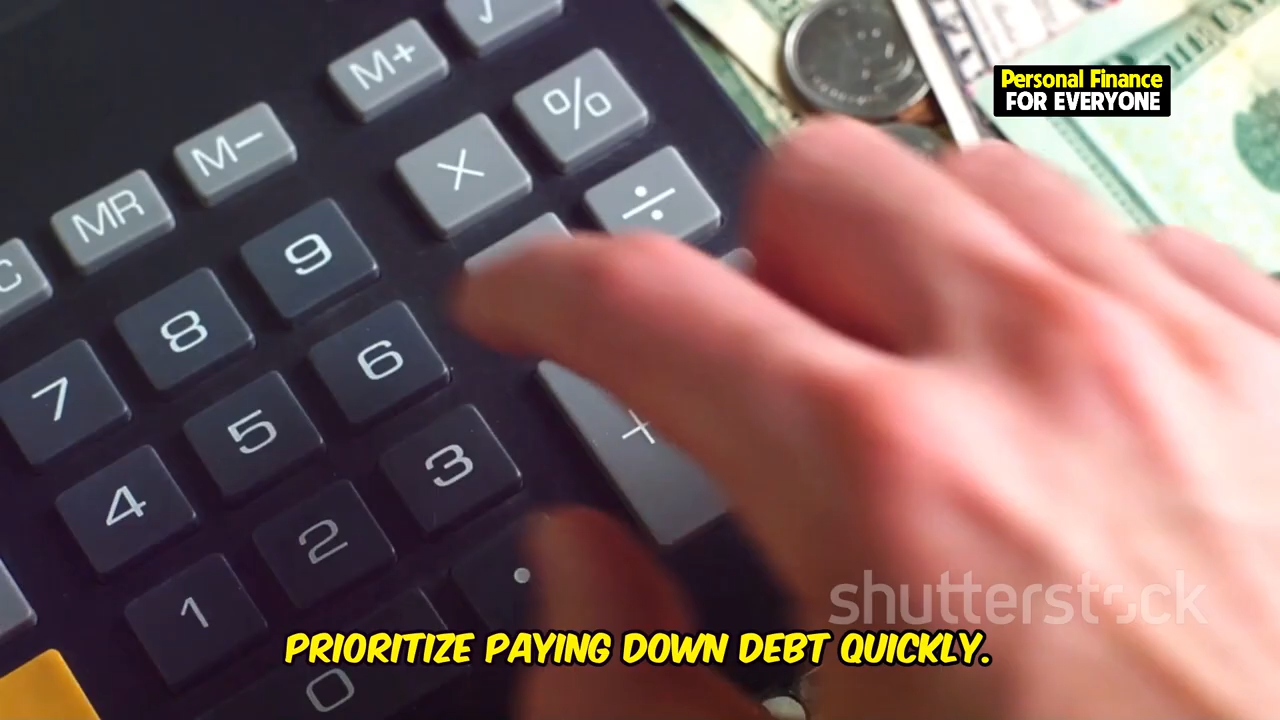 √
M+
%
Personal Finance
FOR EVERYONE
M−
X
÷
MR
9
C
8
6
7
5
+
3
4
2
•
1
shutterstock
PRIORITIZE PAYING DOWN DEBT QUICKLY.
0